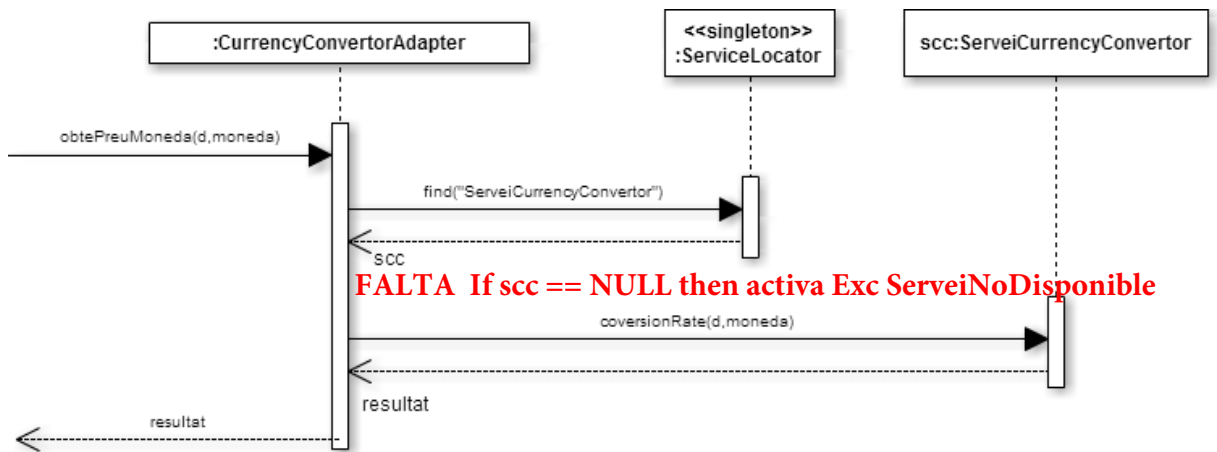 :CurrencyConvertorAdapter
<<singleton>>
:ServiceLocator
scc:ServeiCurrencyConvertor
obtePreuMoneda(d,moneda)
find("ServeiCurrencyConvertor")
scc
FALTA If scc == NULL then activa Exc ServeiNoDisponible
coversionRate(d,moneda)
resultat
resultat